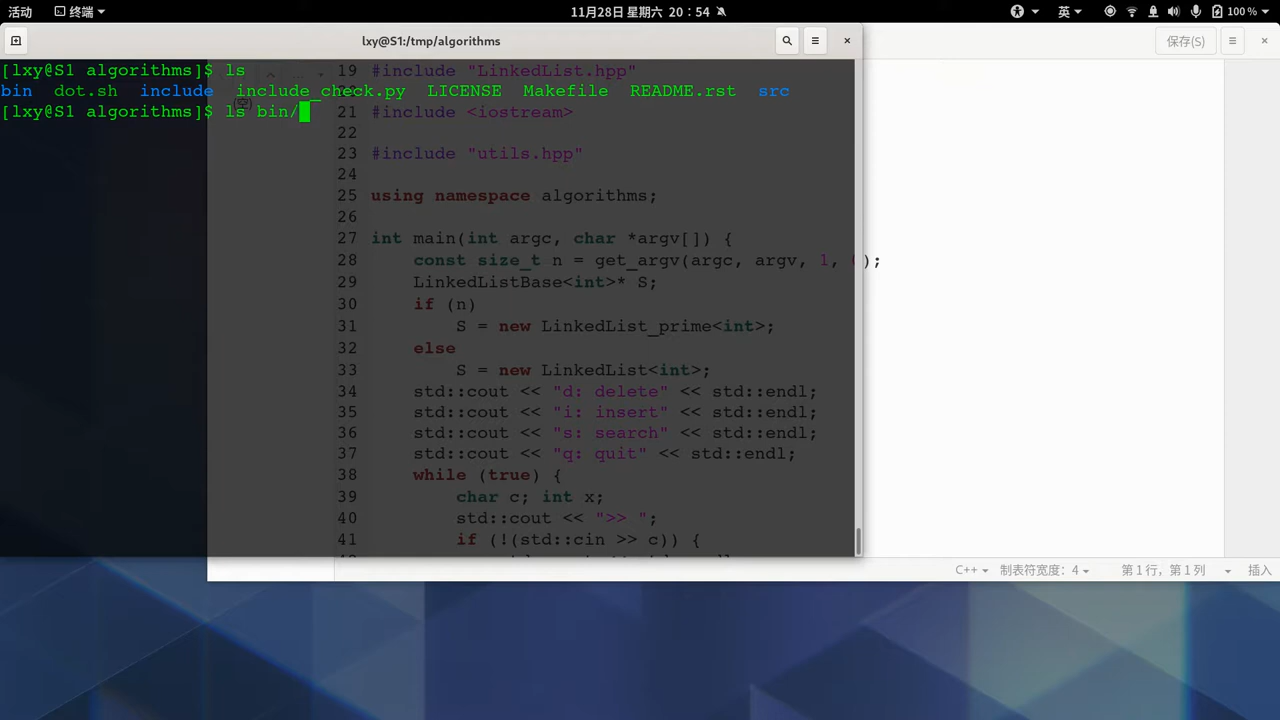 活动 终端 11月28日 星期六 20：54 英 100 %
lxy@S1:/tmp/algorithms
保存(S)
[lxy@S1 algorithms]$ ls
bin dot.sh include include_check.py LICENSE Makefile README.rst src
[lxy@S1 algorithms]$ ls bin/
19 #include "LinkedList.hpp"
21 #include <iostream>
22
23 #include "utils.hpp"
24
25 using namespace algorithms;
26
27 int main(int argc, char *argv[]) {
28 const size_t n = get_argv(argc, argv, 1, );
29 LinkedListBase<int>* S;
30 if (n)
31 S = new LinkedList_prime<int>;
32 else
33 S = new LinkedList<int>;
34 std::cout << "d: delete" << std::endl;
35 std::cout << "i: insert" << std::endl;
36 std::cout << "s: search" << std::endl;
37 std::cout << "q: quit" << std::endl;
38 while (true) {
39 char c; int x;
40 std::cout << ">> ";
41 if (!(std::cin >> c)) {
C++ 制表符宽度：4 第 1 行，第 1 列 插入